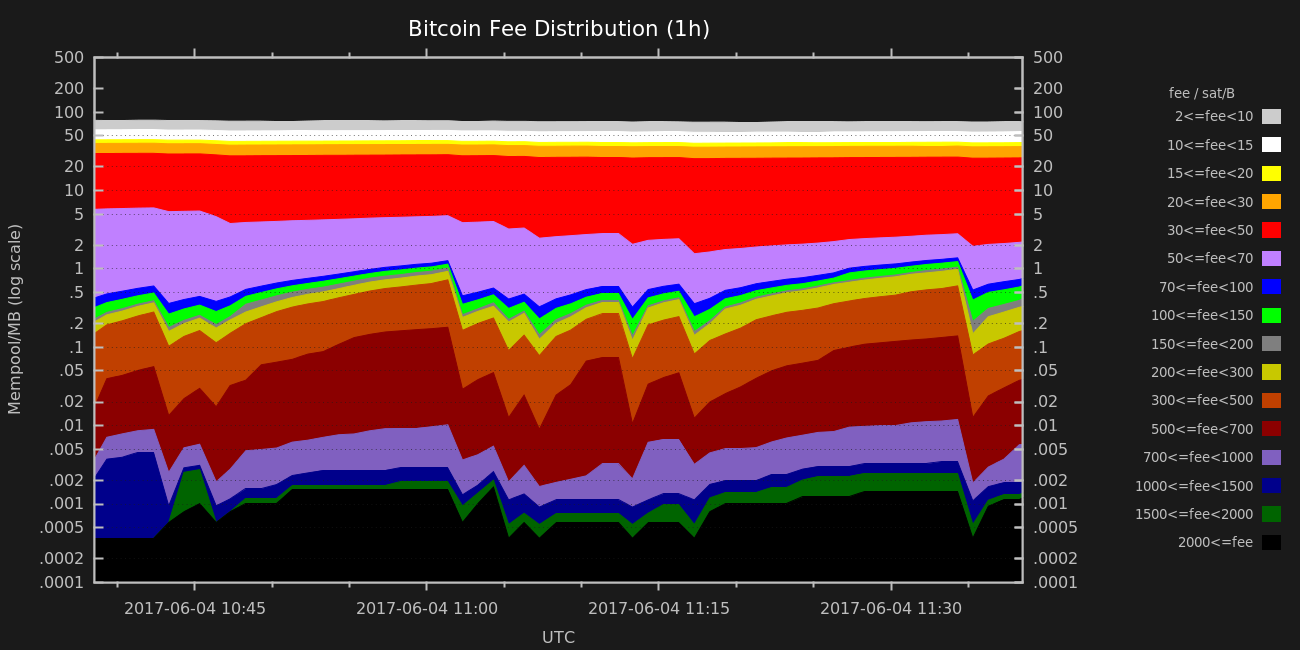 Bitcoin Fee Distribution (1h)
500 500
200 200
100 100
50 50
20 20
10 10
5 5
2 2
1 1
.5 .5
.2 .2
.1 .1
.05 .05
.02 .02
.01 .01
.005 .005
.002 .002
.001 .001
.0005 .0005
.0002 .0002
.0001 .0001
Mempool/MB (log scale)
2017-06-04 10:45 2017-06-04 11:00 2017-06-04 11:15 2017-06-04 11:30
UTC
fee / sat/B
2<=fee<10
10<=fee<15
15<=fee<20
20<=fee<30
30<=fee<50
50<=fee<70
70<=fee<100
100<=fee<150
150<=fee<200
200<=fee<300
300<=fee<500
500<=fee<700
700<=fee<1000
1000<=fee<1500
1500<=fee<2000
2000<=fee